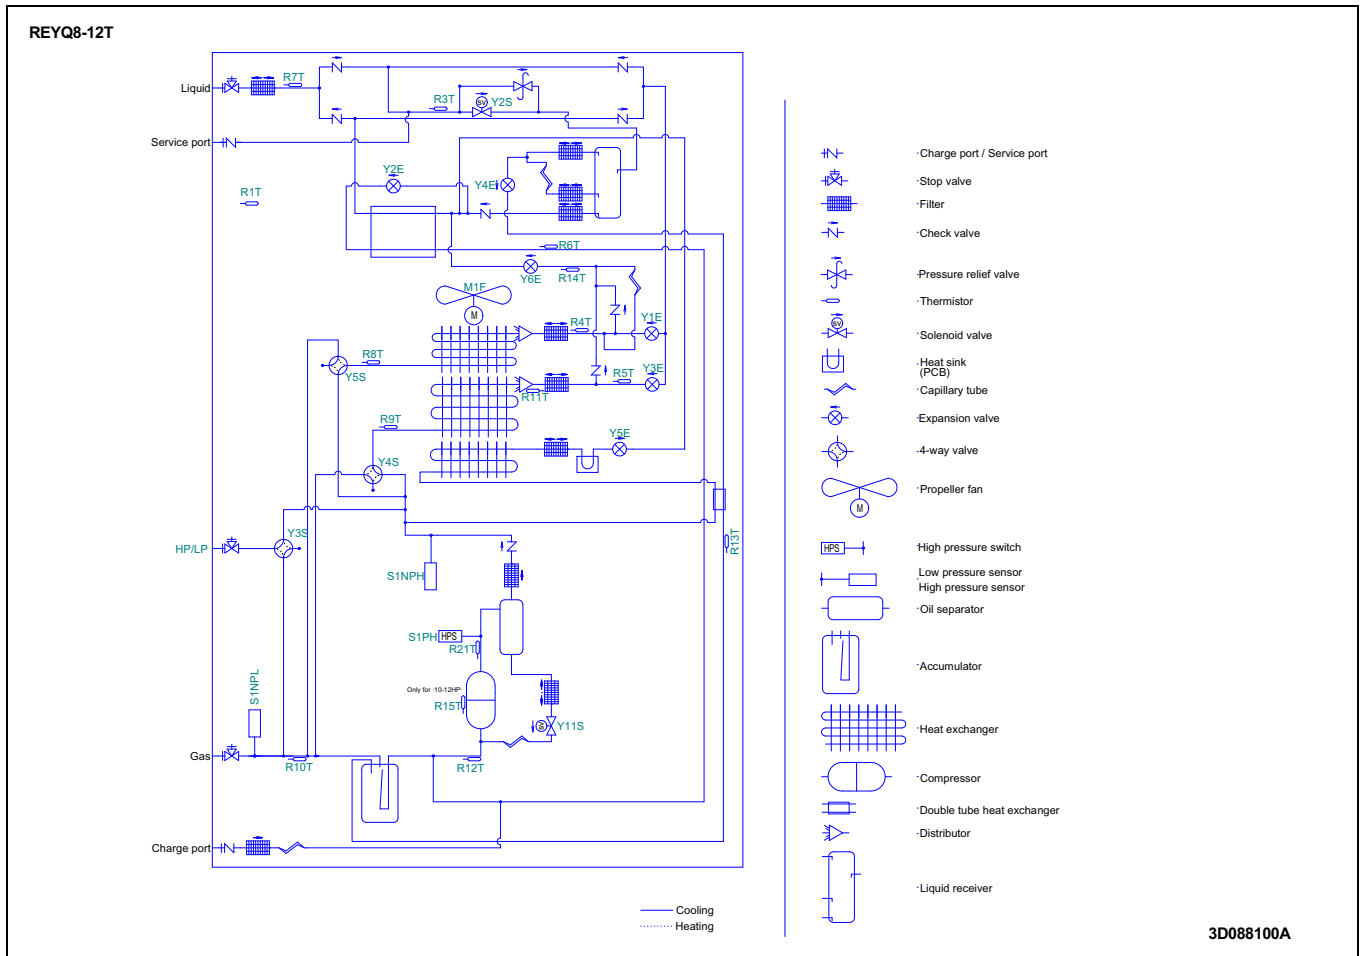 REYQ8-12T
Liquid
R7T
R3T
SV
Y2S
Service port
Y2E
Y4E
R1T
R6T
Y6E
R14T
M1F
M
R4T
Y1E
R8T
Y5S
R5T
Y3E
R11T
R9T
Y5E
Y4S
Y3S
HP/LP
R13T
S1NPH
S1PH
HPS
R21T
S1NPL
Only for ·10-12HP·
R15T
SV
Y11S
Gas
R10T
R12T
Charge port
Cooling
Heating
·Charge port / Service port
·Stop valve
·Filter
·Check valve
·Pressure relief valve
·Thermistor
SV
·Solenoid valve
·Heat sink
(PCB)
·Capillary tube
·Expansion valve
·4-way valve
·Propeller fan
M
HPS
·High pressure switch
Low pressure sensor
·High pressure sensor
·Oil separator
·Accumulator
·Heat exchanger
·Compressor
·Double tube heat exchanger
·Distributor
·Liquid receiver
3D088100A